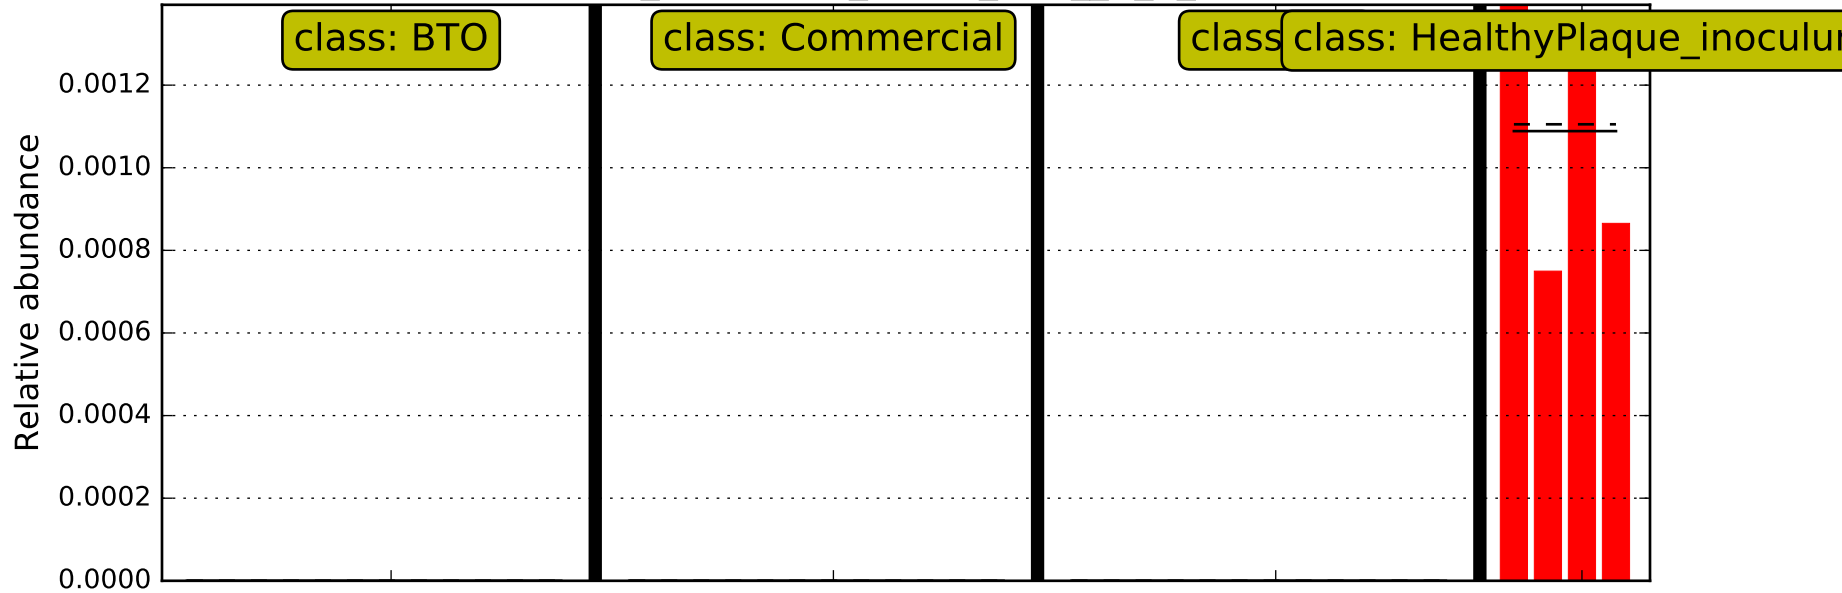 class: BTO
class: Commercial
class
class: HealthyPlaque_inoculu
0.0012
0.0010
0.0008
0.0006
0.0004
0.0002
0.0000
Relative abundance